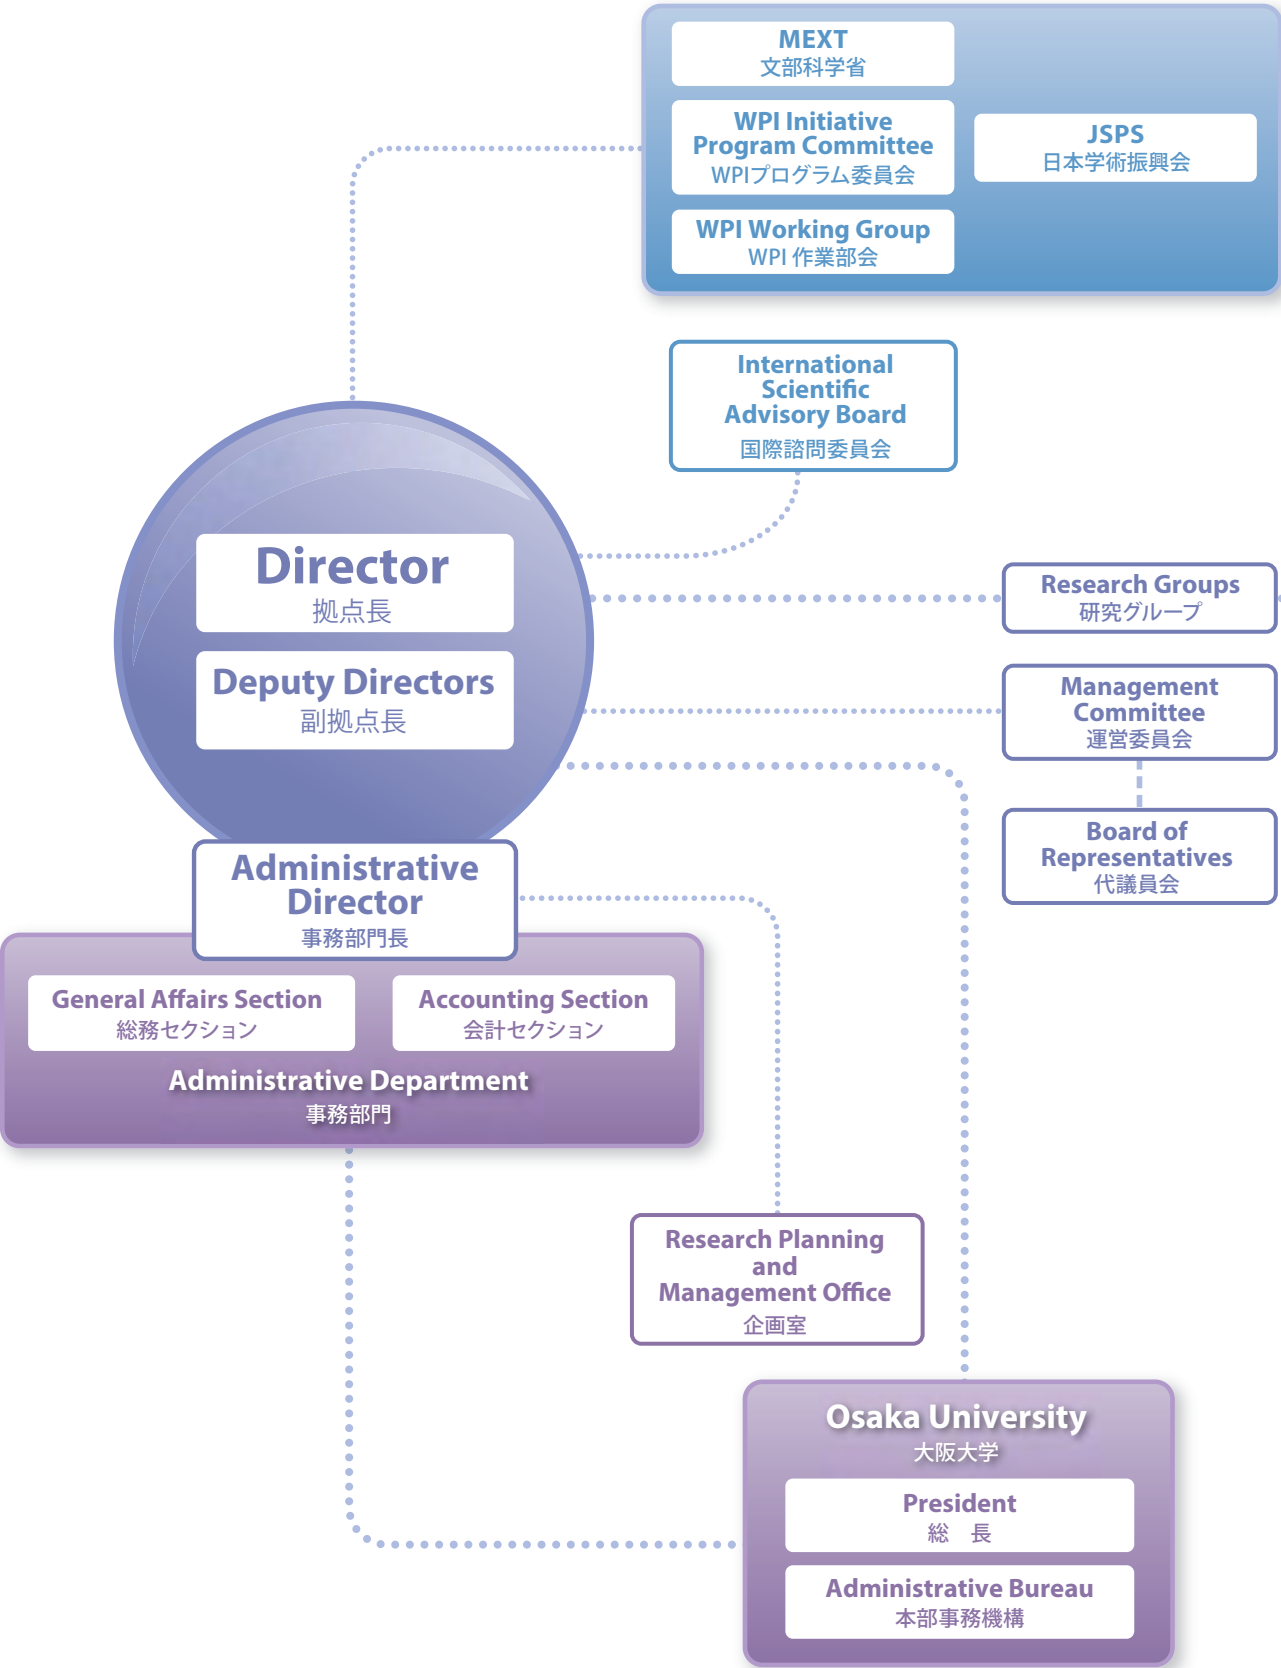 MEXT
文部科学省
WPI Initiative
Program Committee
WPIプログラム委員会
JSPS
日本学術振興会
WPI Working Group
WPI 作業部会
International
Scientific
Advisory Board
国際諮問委員会
Director
拠点長
Deputy Directors
副拠点長
Research Groups
研究グループ
Management
Committee
運営委員会
Board of
Representatives
代議員会
Administrative
Director
事務部門長
General Affairs Section
総務セクション
Accounting Section
会計セクション
Administrative Department
事務部門
Research Planning
and
Management Office
企画室
Osaka University
大阪大学
President
総　長
Administrative Bureau
本部事務機構